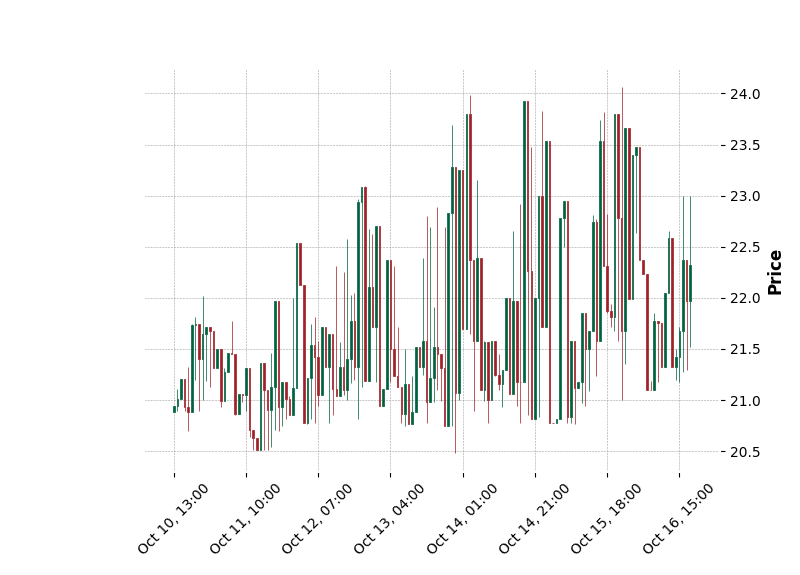 24.0
23.5
23.0
22.5
22.0
21.5
21.0
20.5
Price
Oct 10, 13:00
Oct 11, 10:00
Oct 12, 07:00
Oct 13, 04:00
Oct 14, 01:00
Oct 14, 21:00
Oct 15, 18:00
Oct 16, 15:00